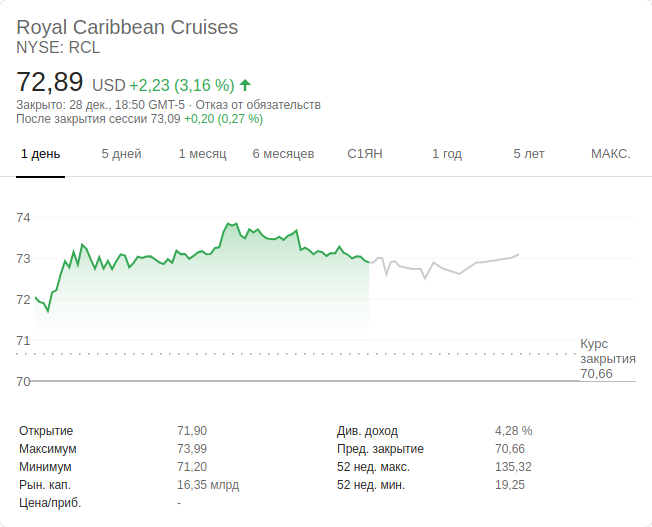 Royal Caribbean Cruises
NYSE: RCL
72,89 USD +2,23 (3,16 %)
Закрыто: 28 дек., 18:50 GMT-5 · Отказ от обязательств
После закрытия сессии 73,09 +0,20 (0,27 %)
1 день 5 дней 1 месяц 6 месяцев С1ЯН 1 год 5 лет МАКС.
74
73
72
71
Курс
закрытия
70,66
70
Открытие 71,90 Див. доход 4,28 %
Максимум 73,99 Пред. закрытие 70,66
Минимум 71,20 52 нед. макс. 135,32
Рын. кап. 16,35 млрд 52 нед. мин. 19,25
Цена/приб. -